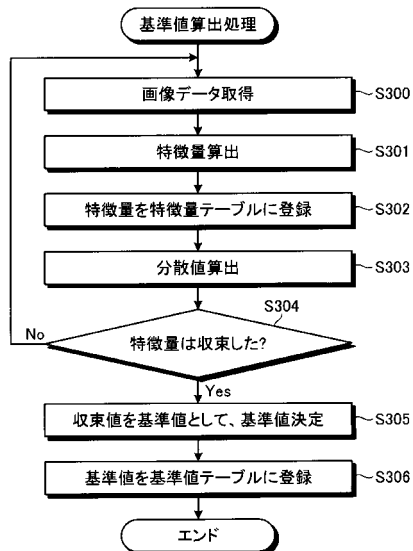 基準値算出処理
画像データ取得
S300
特徴量算出
S301
特徴量を特徴量テーブルに登録
S302
分散値算出
S303
S304
特徴量は収束した?
No
Yes
収束値を基準値として、基準値決定
S305
基準値を基準値テーブルに登録
S306
エンド